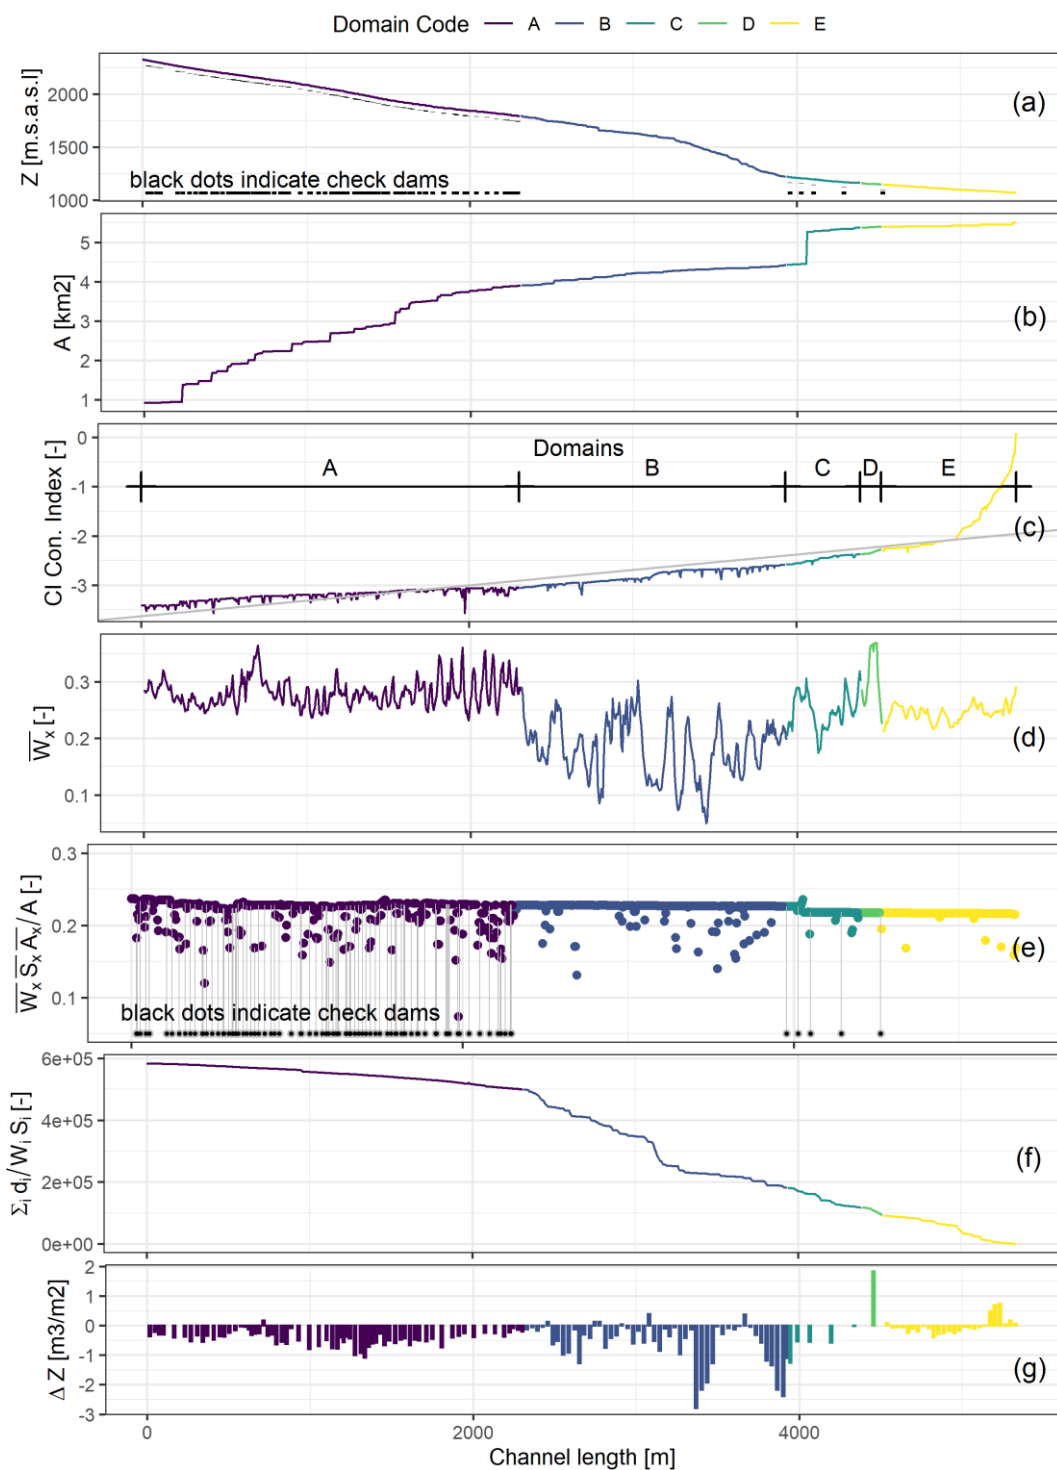 Domain Code A B C D E
Z [m.s.a.s.l]
2000
1500
1000
(a)
black dots indicate check dams
A [km2]
5
4
3
2
1
(b)
CI Con. Index [-]
0
-1
-2
-3
Domains
A B C D E
(c)
W̅x̅ [-]
0.3
0.2
0.1
(d)
W̅x̅ S̅x̅ A̅x̅/A [-]
0.3
0.2
0.1
(e)
black dots indicate check dams
Σi di/Wi Si [-]
6e+05
4e+05
2e+05
0e+00
(f)
Δ Z [m3/m2]
2
1
0
-1
-2
-3
(g)
0 2000 4000
Channel length [m]